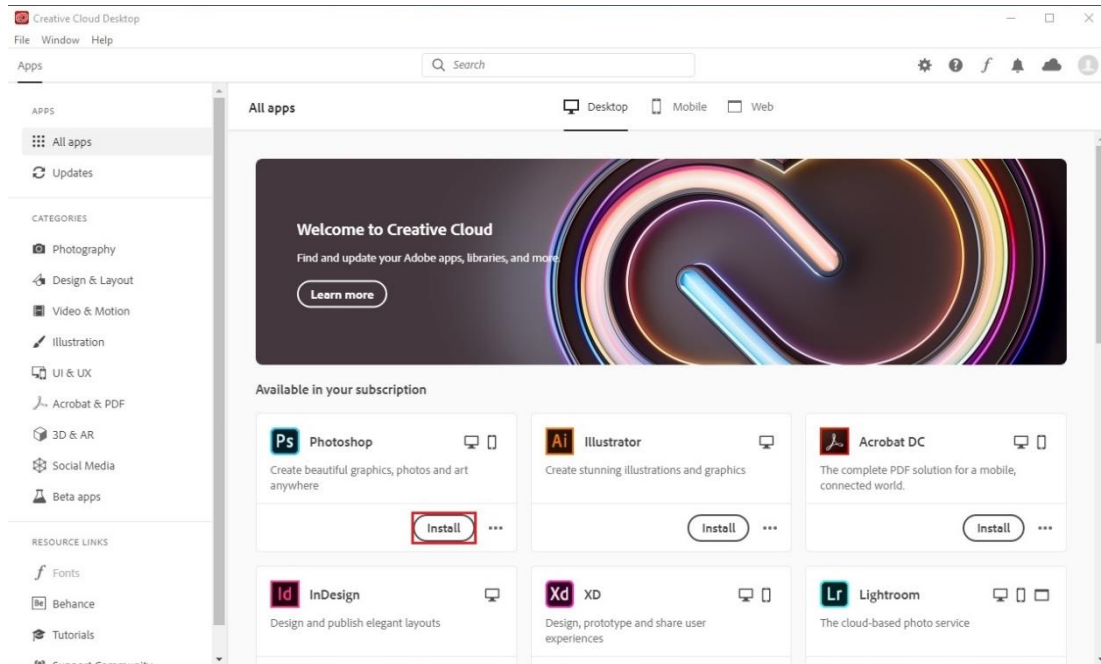 Creative Cloud Desktop
File Window Help
Apps
Search
APPS
All apps
Updates
CATEGORIES
Photography
Design & Layout
Video & Motion
Illustration
UI & UX
Acrobat & PDF
3D & AR
Social Media
Beta apps
RESOURCE LINKS
Fonts
Behance
Tutorials
Support Community
All apps
Desktop Mobile Web
Welcome to Creative Cloud
Find and update your Adobe apps, libraries, and more.
Learn more
Available in your subscription
Ps Photoshop
Create beautiful graphics, photos and art
anywhere
Install
Ai Illustrator
Create stunning illustrations and graphics
Install
Acrobat DC
The complete PDF solution for a mobile,
connected world.
Install
Id InDesign
Design and publish elegant layouts
Xd XD
Design, prototype and share user
experiences
Lr Lightroom
The cloud-based photo service